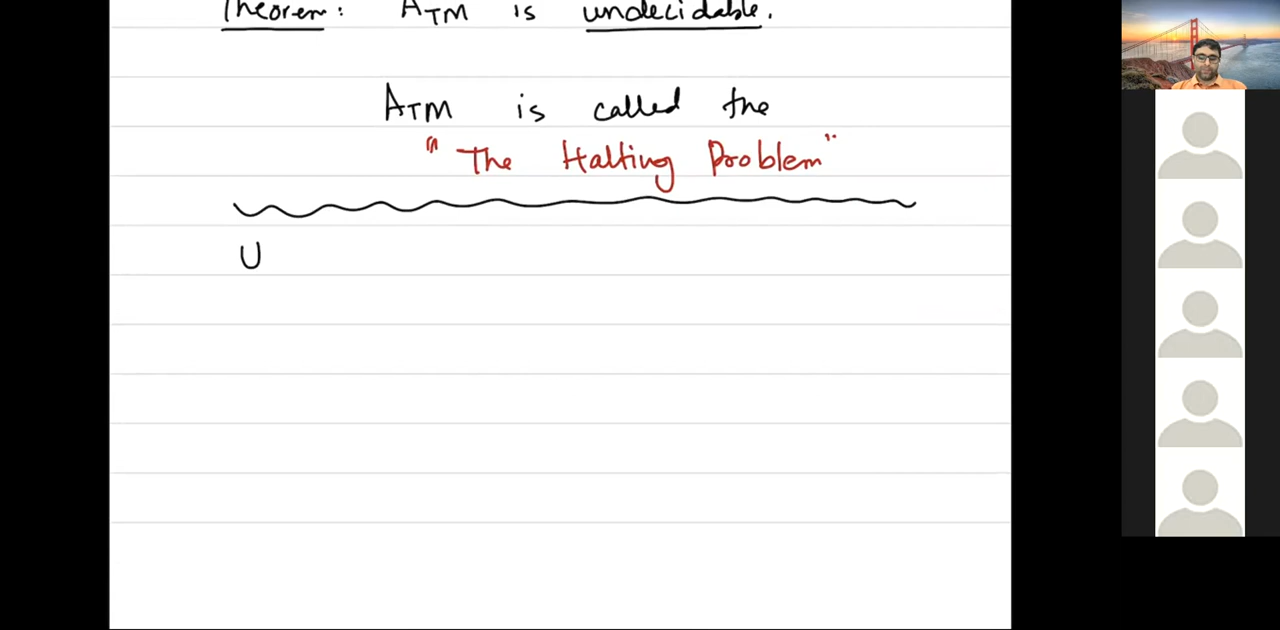 Theorem: ATM is undecidable.
ATM is called the
"The Halting Problem"
U